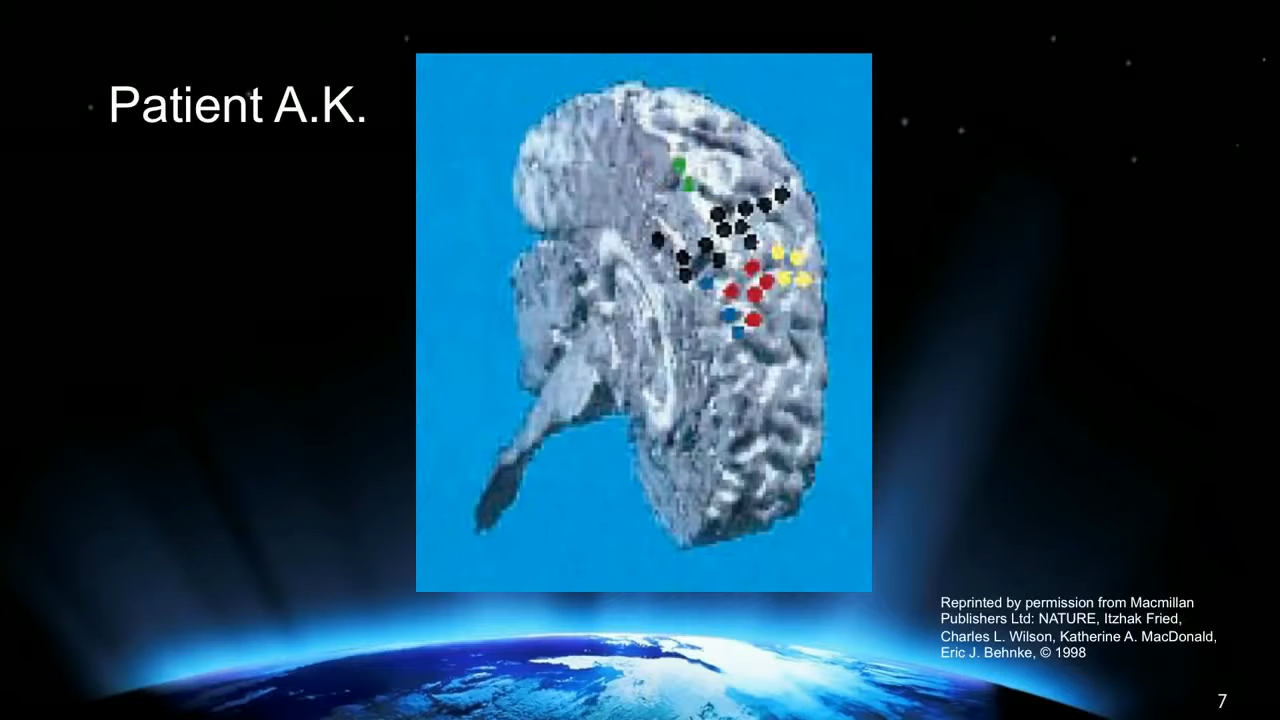 Patient A.K.
Reprinted by permission from Macmillan
Publishers Ltd: NATURE, Itzhak Fried,
Charles L. Wilson, Katherine A. MacDonald,
Eric J. Behnke, © 1998
7